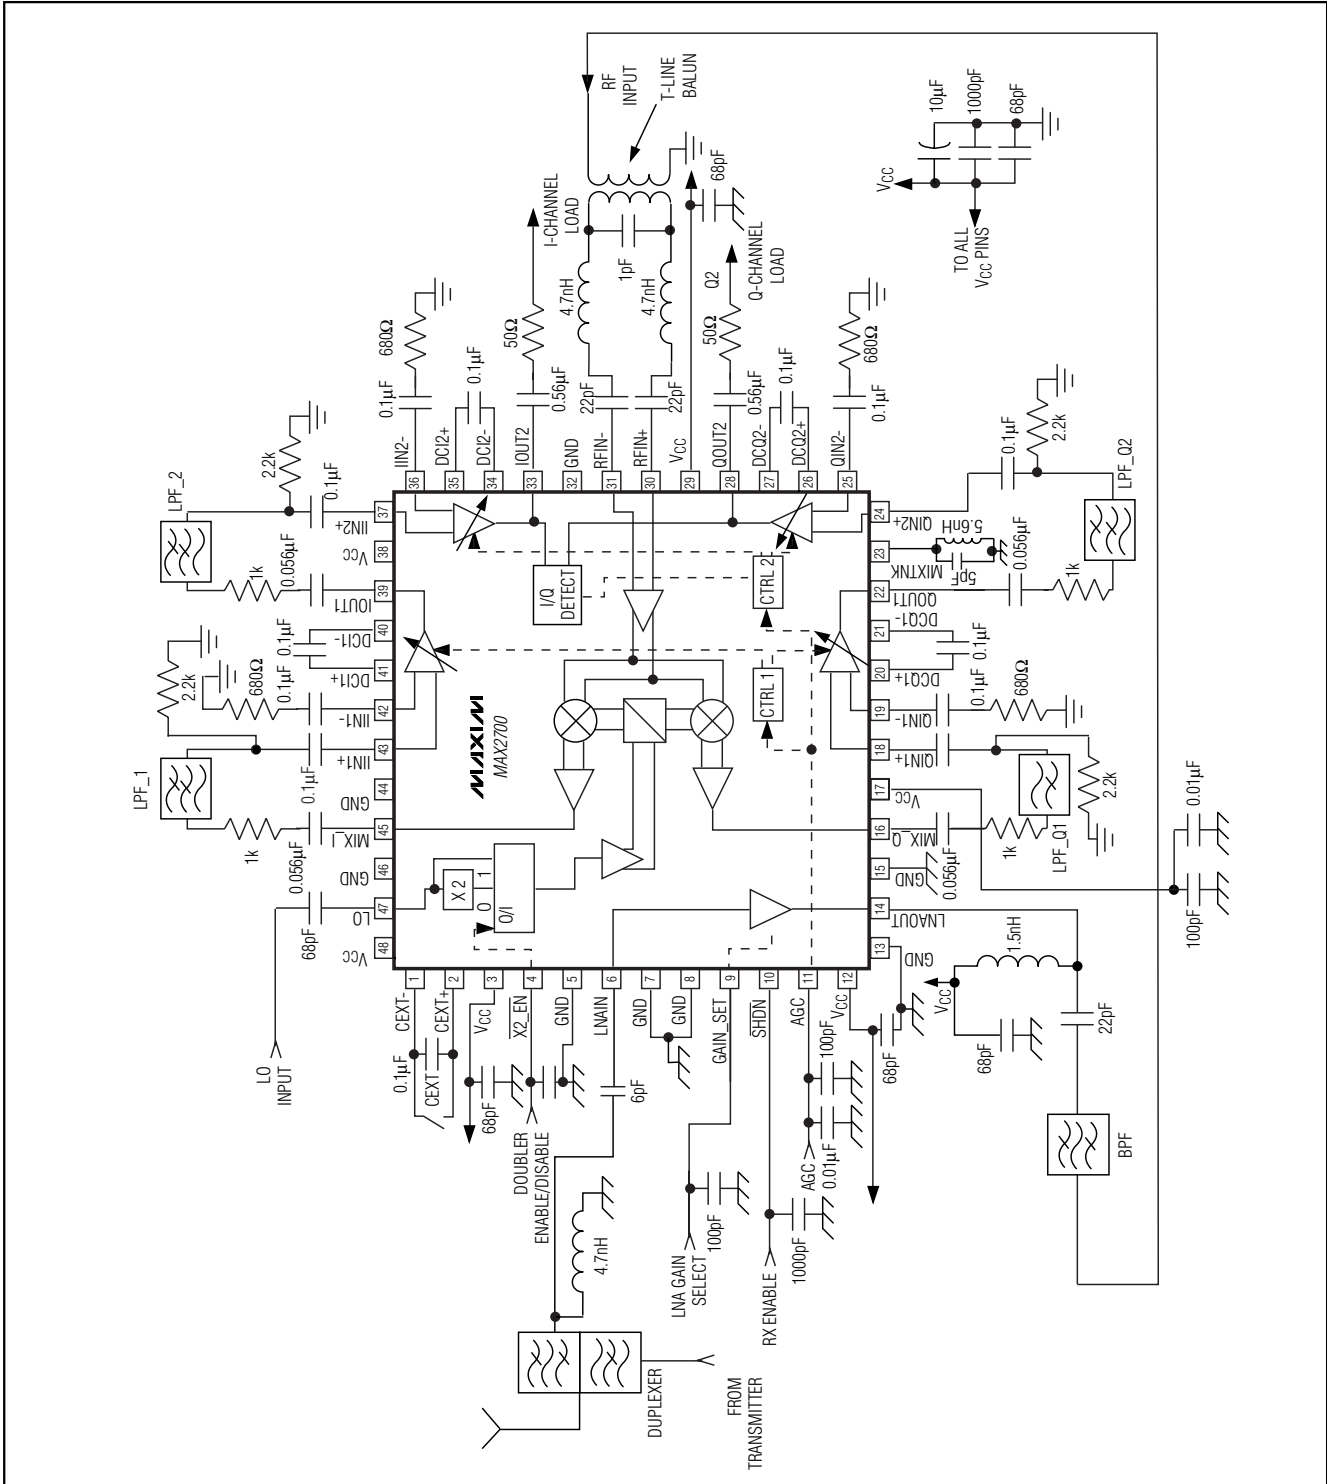 RF
INPUT
T-LINE
BALUN
10µF
1000pF
68pF
VCC
TO ALL
VCC PINS
I-CHANNEL
LOAD
1pF
4.7nH
4.7nH
68pF
Q2
Q-CHANNEL
LOAD
680Ω
0.1µF
0.1µF
50Ω
0.56µF
22pF
22pF
50Ω
0.56µF
0.1µF
680Ω
0.1µF
IIN2-
DCI2+
DCI2-
IOUT2
GND
RFIN-
RFIN+
VCC
QOUT2
DCQ2-
DCQ2+
QIN2-
36
35
34
33
32
31
30
29
28
27
26
25
LPF_2
2.2k
0.1µF
1k
0.056µF
2.2k
680Ω
0.1µF
0.1µF
LPF_1
0.1µF
1k
0.056µF
68pF
LO
INPUT
37
IIN2+
38
VCC
39
IOUT1
40
DCI1-
41
DCI1+
42
IIN1-
43
IIN1+
44
GND
45
MIX_I
46
GND
47
LO
48
VCC
I/Q
DETECT
CTRL 2
CTRL 1
MAXIM
MAX2700
X 2
0
1
O/I
24
QIN2+
23
MIXTNK
22
QOUT1
21
DCQ1-
20
DCQ1+
19
QIN1-
18
QIN1+
17
VCC
16
MIX_Q
15
GND
14
LNAOUT
13
GND
0.1µF
2.2k
LPF_Q2
5.6nH
5pF
0.056µF
1k
0.1µF
0.1µF
680Ω
2.2k
LPF_Q1
1k
0.056µF
0.01µF
100pF
1.5nH
VCC
68pF
22pF
BPF
1
2
3
4
5
6
7
8
9
10
11
12
CEXT-
CEXT+
VCC
X2_EN
GND
LNAIN
GND
GND
GAIN_SET
SHDN
AGC
VCC
0.1µF
CEXT
68pF
DOUBLER
ENABLE/DISABLE
6pF
4.7nH
LNA GAIN
SELECT
100pF
RX ENABLE
1000pF
AGC
0.01µF
100pF
68pF
DUPLEXER
FROM
TRANSMITTER